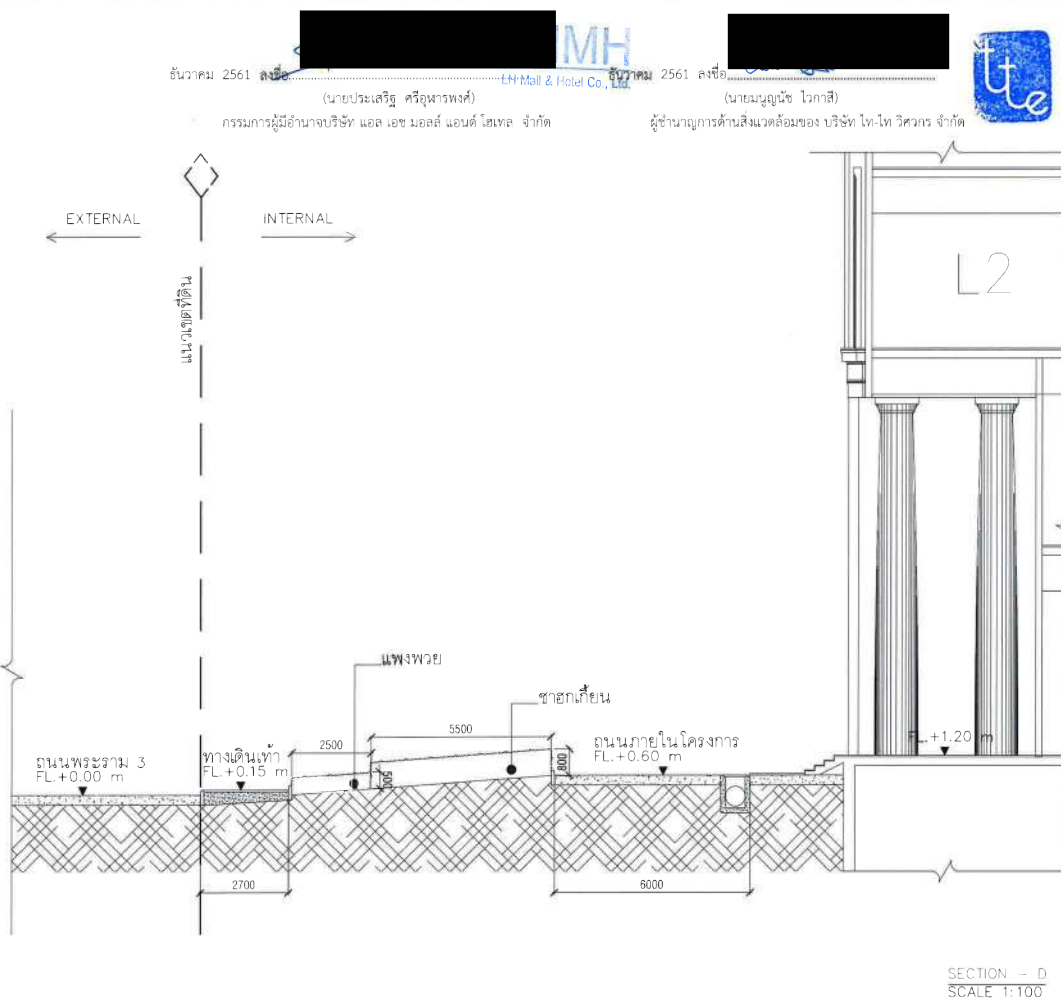 MH
LH Mall & Hotel Co., Ltd.
ธันวาคม 2561 ลงชื่อ
ธันวาคม 2561 ลงชื่อ
(นายประเสริฐ ศรีอุฬารพงศ์)
(นายมนูญนัช ไวกาสี)
กรรมการผู้มีอำนาจบริษัท แอล เอช มอลล์ แอนด์ โฮเทล จำกัด
ผู้ชำนาญการด้านสิ่งแวดล้อมของ บริษัท ไท-ไท วิศวกร จำกัด
ttle
EXTERNAL
INTERNAL
แนวเขตที่ดิน
L2
แพงพวย
ชาฮกเกี้ยน
5500
2500
500
800
ถนนพระราม 3
FL.+0.00 m
ทางเดินเท้า
FL.+0.15 m
ถนนภายในโครงการ
FL.+0.60 m
FL.+1.20 m
2700
6000
SECTION - D
SCALE 1:100